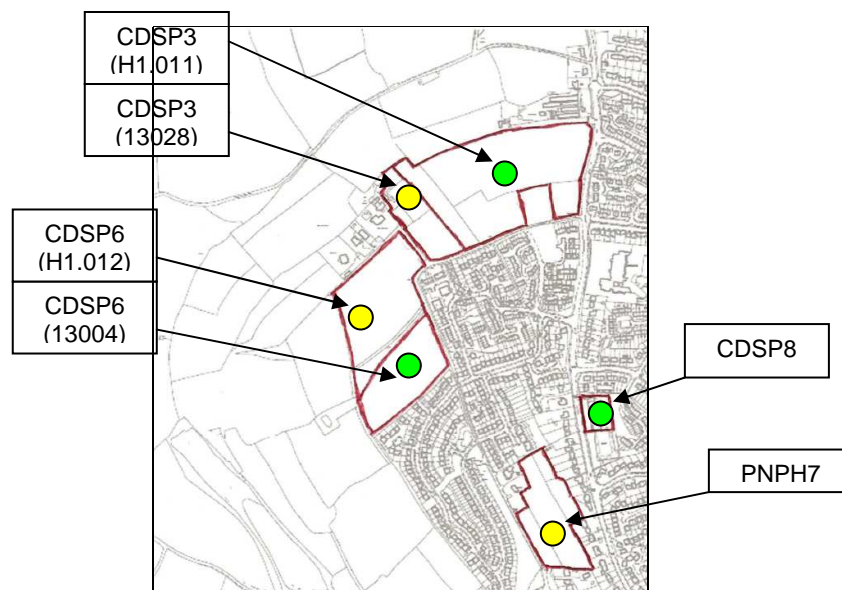 CDSP3
(H1.011)
CDSP3
(13028)
CDSP6
(H1.012)
CDSP6
(13004)
CDSP8
PNPH7